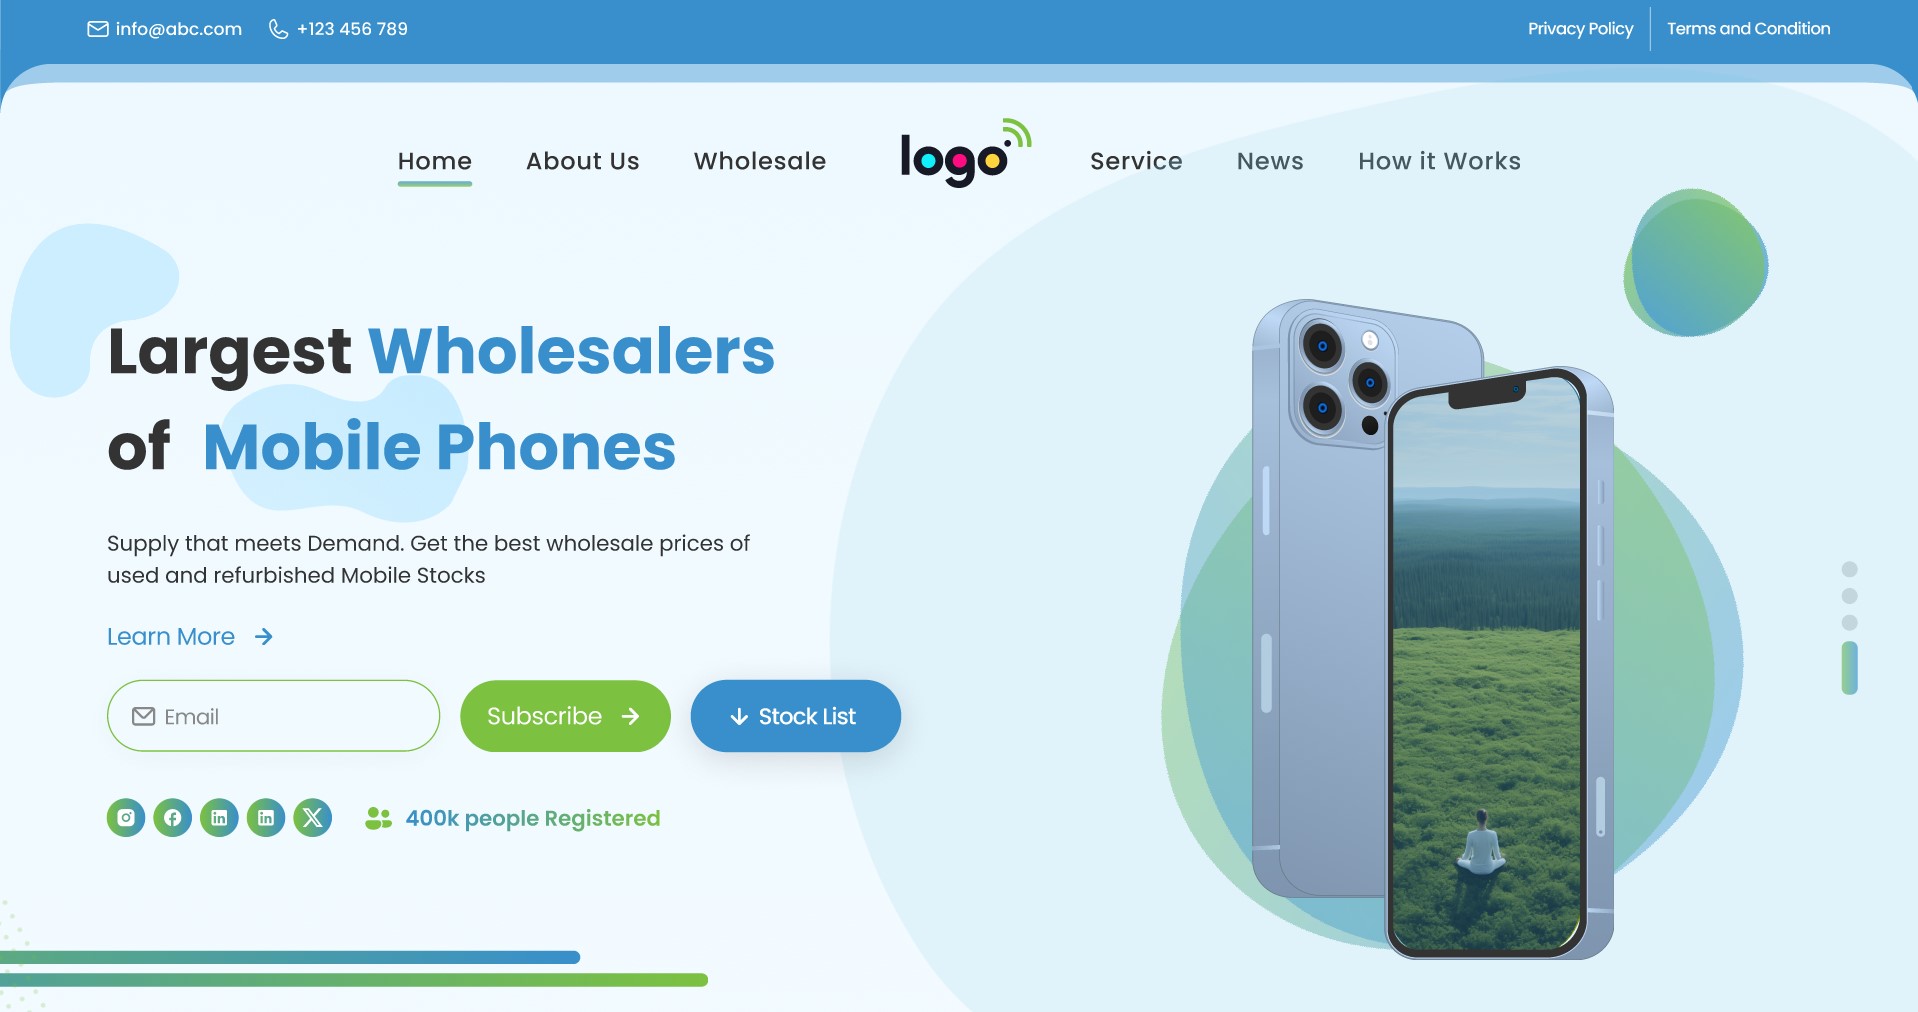 info@abc.com
+123 456 789
Privacy Policy
Terms and Condition
Home
About Us
Wholesale
logo
Service
News
How it Works
Largest Wholesalers
of Mobile Phones
Supply that meets Demand. Get the best wholesale prices of
used and refurbished Mobile Stocks
Learn More
Email
Subscribe
Stock List
400k people Registered